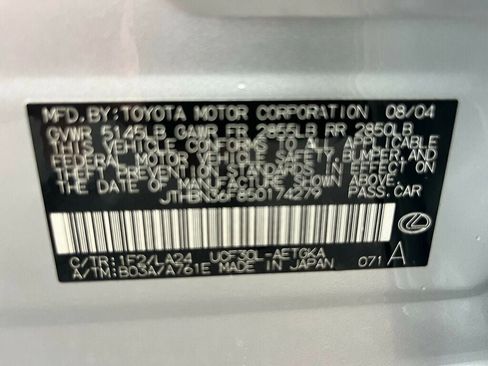 MFD. BY: TOYOTA MOTOR CORPORATION 08/04
GVWR 5145LB GAWR FR 2855LB RR 2850LB
THIS VEHICLE CONFORMS TO ALL APPLICABLE
FEDERAL MOTOR VEHICLE SAFETY, BUMPER, AND
THEFT PREVENTION STANDARDS IN EFFECT ON
THE DATE OF MANUFACTURE SHOWN ABOVE.
JTHBN36F850174279 PASS.CAR
C/TR: 1F2/LA24 UCF30L-AETGKA
A/TM: B03A/A761E MADE IN JAPAN 071 A